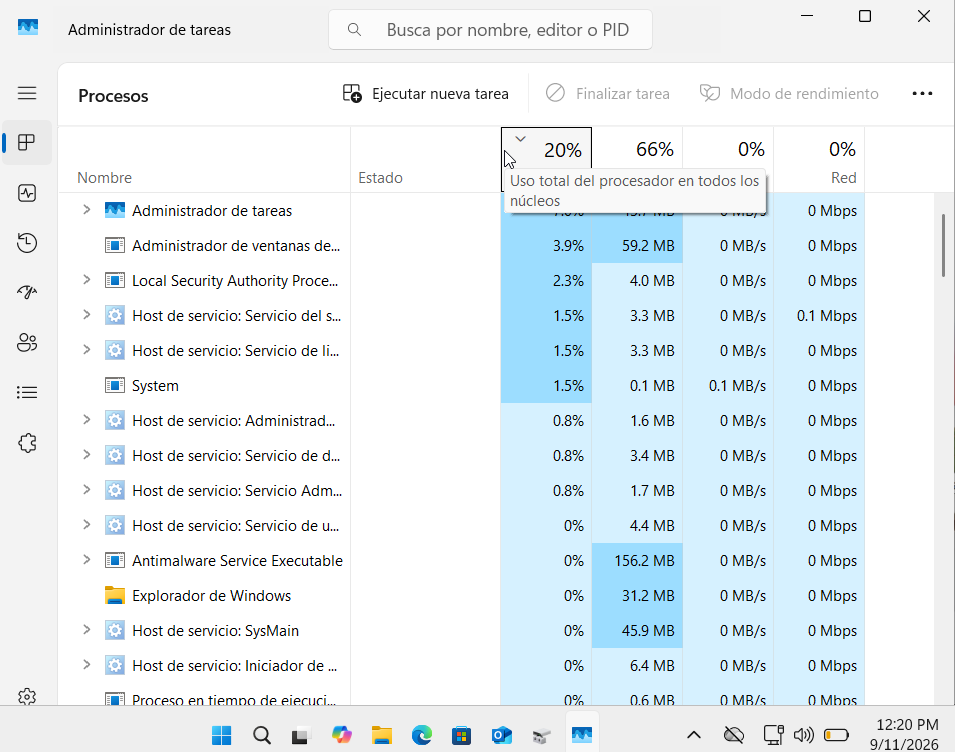 Administrador de tareas
Busca por nombre, editor o PID
Procesos
Ejecutar nueva tarea
Finalizar tarea
Modo de rendimiento
20% 66% 0% 0%
Nombre Estado Red
Uso total del procesador en todos los
núcleos
Administrador de tareas 0 Mbps
Administrador de ventanas de... 3.9% 59.2 MB 0 MB/s 0 Mbps
Local Security Authority Proce... 2.3% 4.0 MB 0 MB/s 0 Mbps
Host de servicio: Servicio del s... 1.5% 3.3 MB 0 MB/s 0.1 Mbps
Host de servicio: Servicio de li... 1.5% 3.3 MB 0 MB/s 0 Mbps
System 1.5% 0.1 MB 0.1 MB/s 0 Mbps
Host de servicio: Administrad... 0.8% 1.6 MB 0 MB/s 0 Mbps
Host de servicio: Servicio de d... 0.8% 3.4 MB 0 MB/s 0 Mbps
Host de servicio: Servicio Adm... 0.8% 1.7 MB 0 MB/s 0 Mbps
Host de servicio: Servicio de u... 0% 4.4 MB 0 MB/s 0 Mbps
Antimalware Service Executable 0% 156.2 MB 0 MB/s 0 Mbps
Explorador de Windows 0% 31.2 MB 0 MB/s 0 Mbps
Host de servicio: SysMain 0% 45.9 MB 0 MB/s 0 Mbps
Host de servicio: Iniciador de ... 0% 6.4 MB 0 MB/s 0 Mbps
Proceso en tiempo de ejecuci... 0% 0.6 MB 0 MB/s 0 Mbps
12:20 PM
9/11/2026